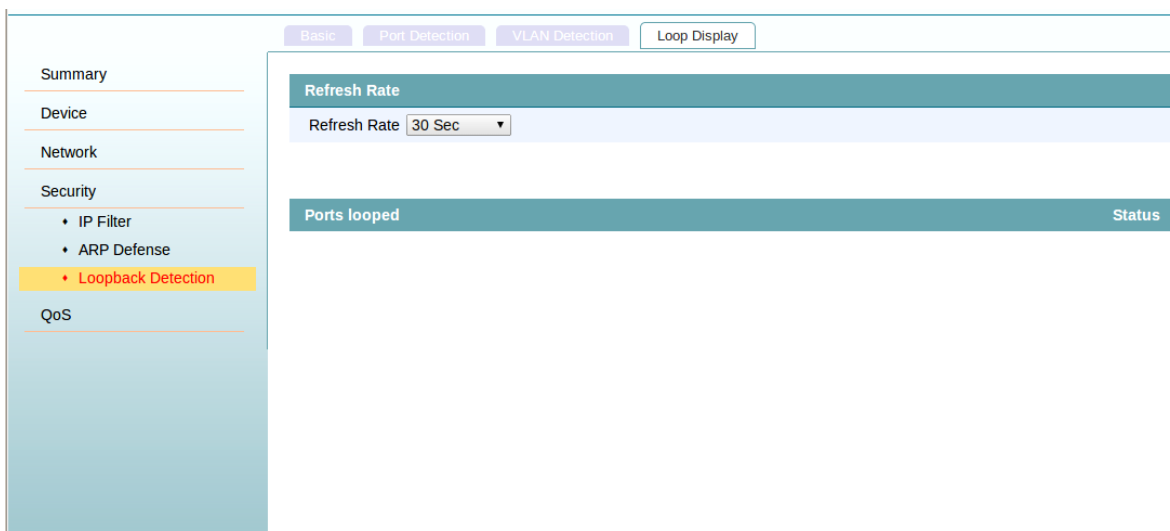 Basic Port Detection VLAN Detection Loop Display
Summary
Device
Network
Security
IP Filter
ARP Defense
Loopback Detection
QoS
Refresh Rate
Refresh Rate 30 Sec
Ports looped Status